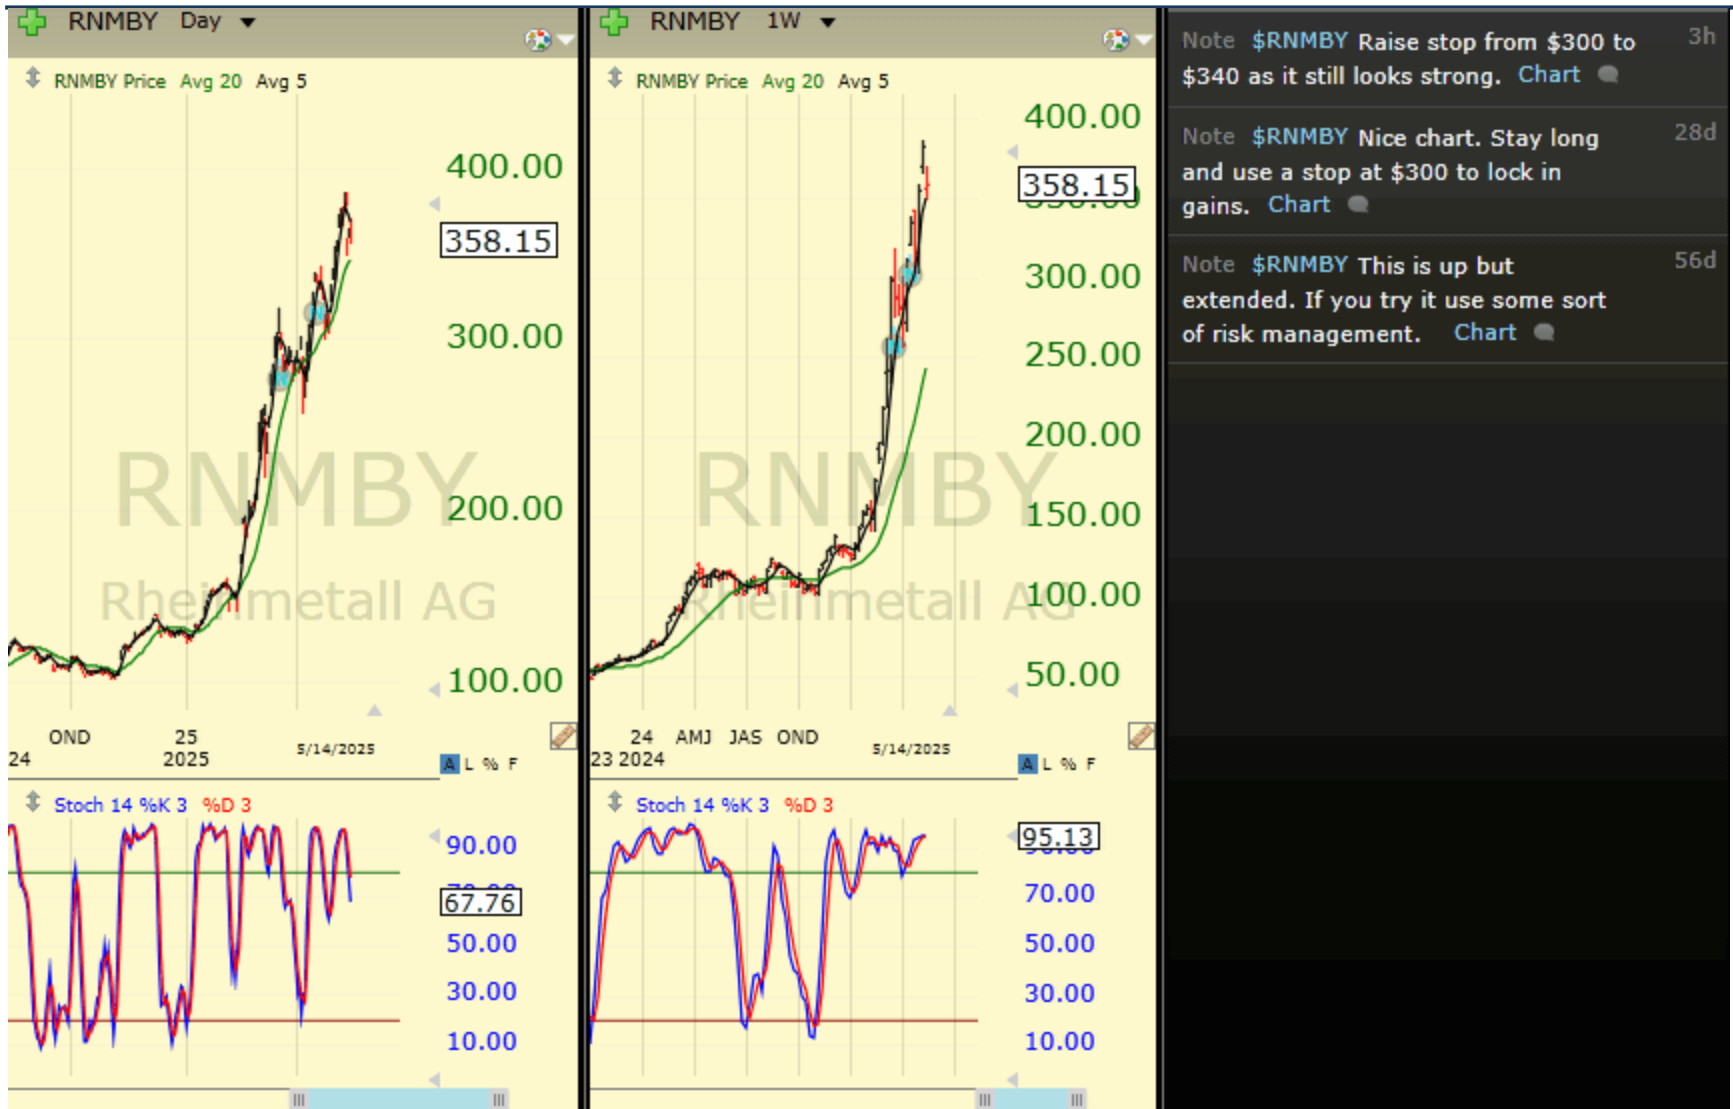 RNMBY Day
RNMBY Price Avg 20 Avg 5
400.00
358.15
300.00
RNMBY
200.00
Rheinmetall AG
100.00
OND 25
24 2025 5/14/2025
A L % F
Stoch 14 %K 3 %D 3
90.00
67.76
50.00
30.00
10.00
RNMBY 1W
RNMBY Price Avg 20 Avg 5
400.00
358.15
300.00
250.00
200.00
RNMBY
150.00
Rheinmetall AG
100.00
50.00
24 AMJ JAS OND
23 2024 5/14/2025
A L % F
Stoch 14 %K 3 %D 3
95.13
70.00
50.00
30.00
10.00
Note $RNMBY Raise stop from $300 to 3h
$340 as it still looks strong. Chart
Note $RNMBY Nice chart. Stay long 28d
and use a stop at $300 to lock in
gains. Chart
Note $RNMBY This is up but 56d
extended. If you try it use some sort
of risk management. Chart